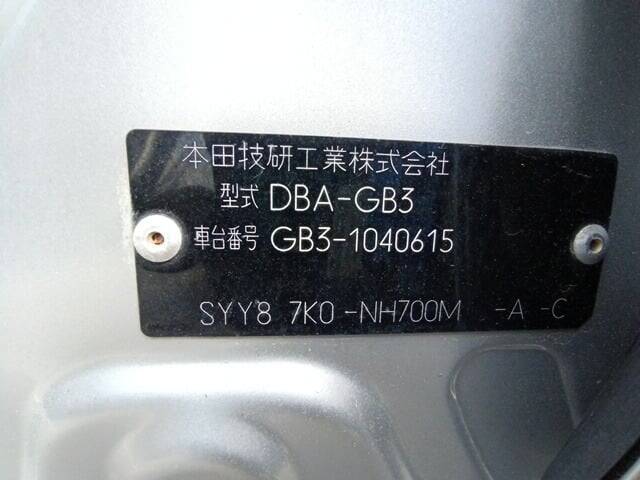 本田技研工業株式会社
型式 DBA-GB3
車台番号 GB3-1040615
SYY8 7K0 -NH700M -A -C